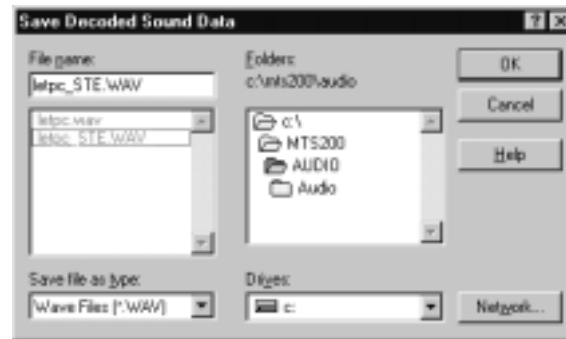 Save Decoded Sound Data
File name:
letpc_STE.WAV
letpc.wav
letpc_STE.WAV
Save file as type:
Wave Files (*.WAV)
Folders:
c:\mts200\audio
c:\
MTS200
AUDIO
Audio
Drives:
c:
OK
Cancel
Help
Network...